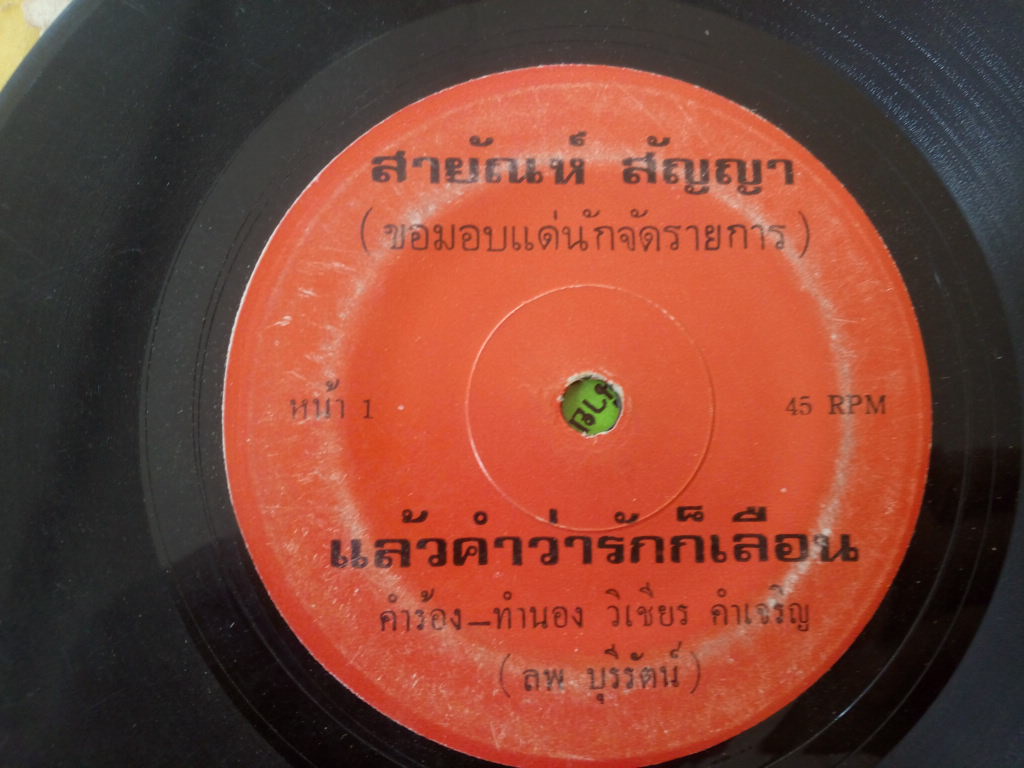 สายัณห์ สัญญา
(ขอมอบแด่นักจัดรายการ)
หน้า 1
45 RPM
แล้วคำว่ารักก็เลือน
คำร้อง-ทำนอง วิเชียร คำเจริญ
(ลพ บุรีรัตน์)